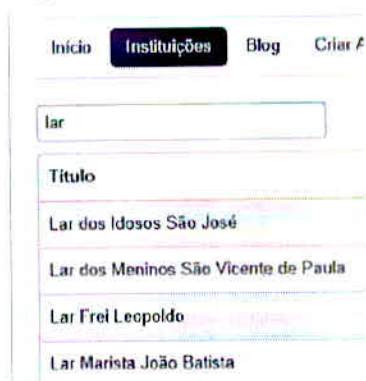 Início Instituições Blog Criar A
lar
Título
Lar dos Idosos São José
Lar dos Meninos São Vicente de Paula
Lar Frei Leopoldo
Lar Marista João Batista